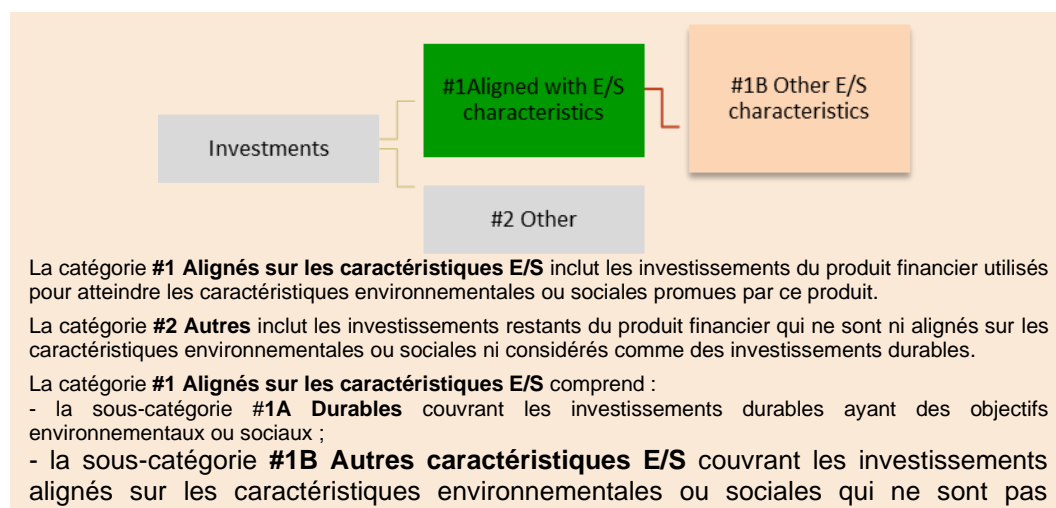 #1Aligned with E/S
characteristics
#1B Other E/S
characteristics
Investments
#2 Other
La catégorie #1 Alignés sur les caractéristiques E/S inclut les investissements du produit financier utilisés
pour atteindre les caractéristiques environnementales ou sociales promues par ce produit.
La catégorie #2 Autres inclut les investissements restants du produit financier qui ne sont ni alignés sur les
caractéristiques environnementales ou sociales ni considérés comme des investissements durables.
La catégorie #1 Alignés sur les caractéristiques E/S comprend :
- la sous-catégorie #1A Durables couvrant les investissements durables ayant des objectifs
environnementaux ou sociaux ;
- la sous-catégorie #1B Autres caractéristiques E/S couvrant les investissements
alignés sur les caractéristiques environnementales ou sociales qui ne sont pas